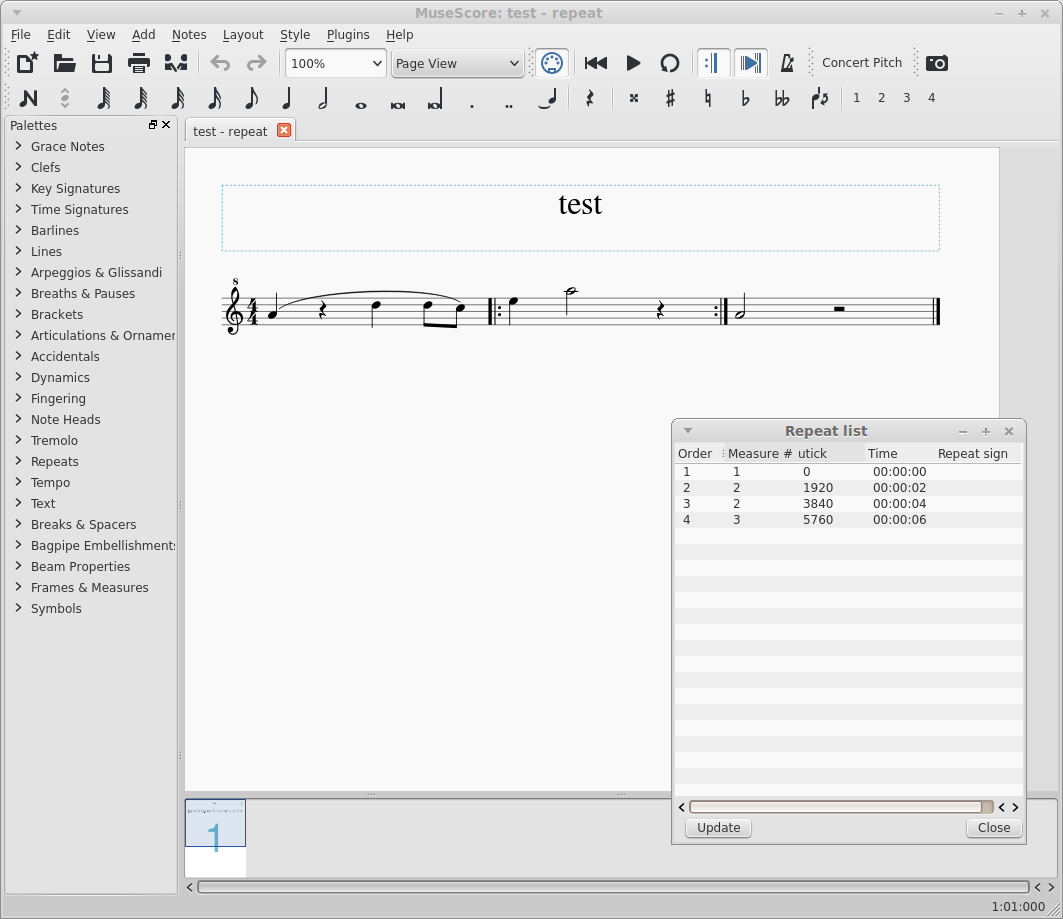 MuseScore: test - repeat
File Edit View Add Notes Layout Style Plugins Help
100% Page View Concert Pitch
1 2 3 4
Palettes
test - repeat
Grace Notes
Clefs
Key Signatures
Time Signatures
Barlines
Lines
Arpeggios & Glissandi
Breaths & Pauses
Brackets
Articulations & Ornamen
Accidentals
Dynamics
Fingering
Note Heads
Tremolo
Repeats
Tempo
Text
Breaks & Spacers
Bagpipe Embellishments
Beam Properties
Frames & Measures
Symbols
test
8
4
4
Repeat list
Order Measure # utick Time Repeat sign
1 1 0 00:00:00
2 2 1920 00:00:02
3 2 3840 00:00:04
4 3 5760 00:00:06
Update Close
1
1:01:000